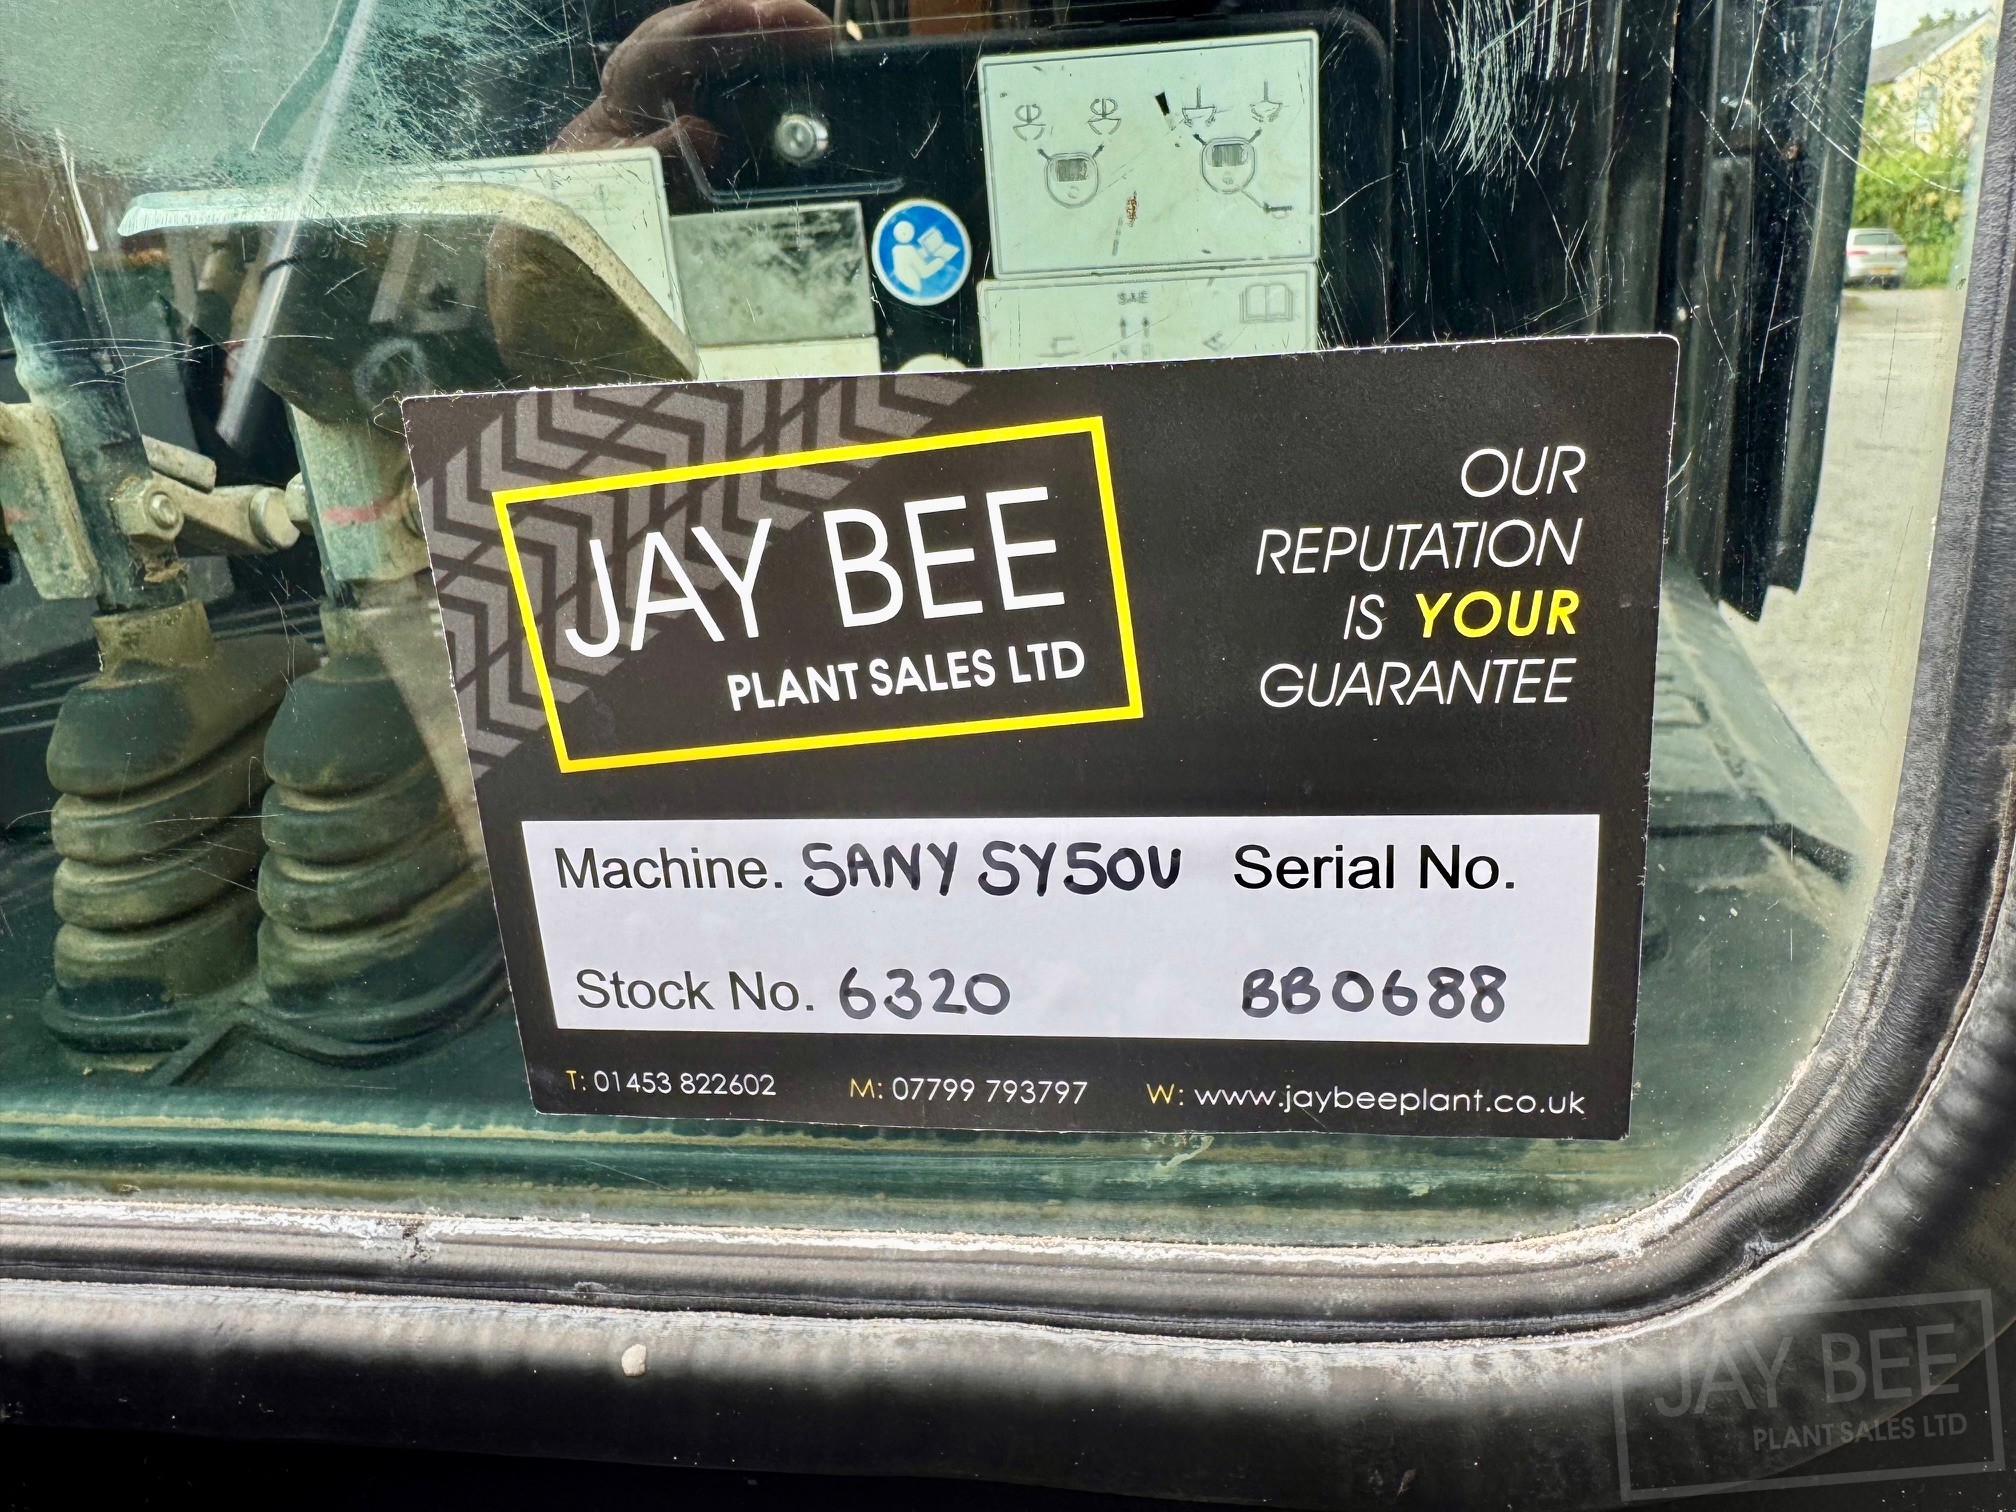 SAE
JAY BEE
PLANT SALES LTD
OUR
REPUTATION
IS YOUR
GUARANTEE
Machine. SANY SY50U Serial No.
Stock No. 6320 BB0688
T: 01453 822602 M: 07799 793797 W: www.jaybeeplant.co.uk
JAY BEE
PLANT SALES LTD